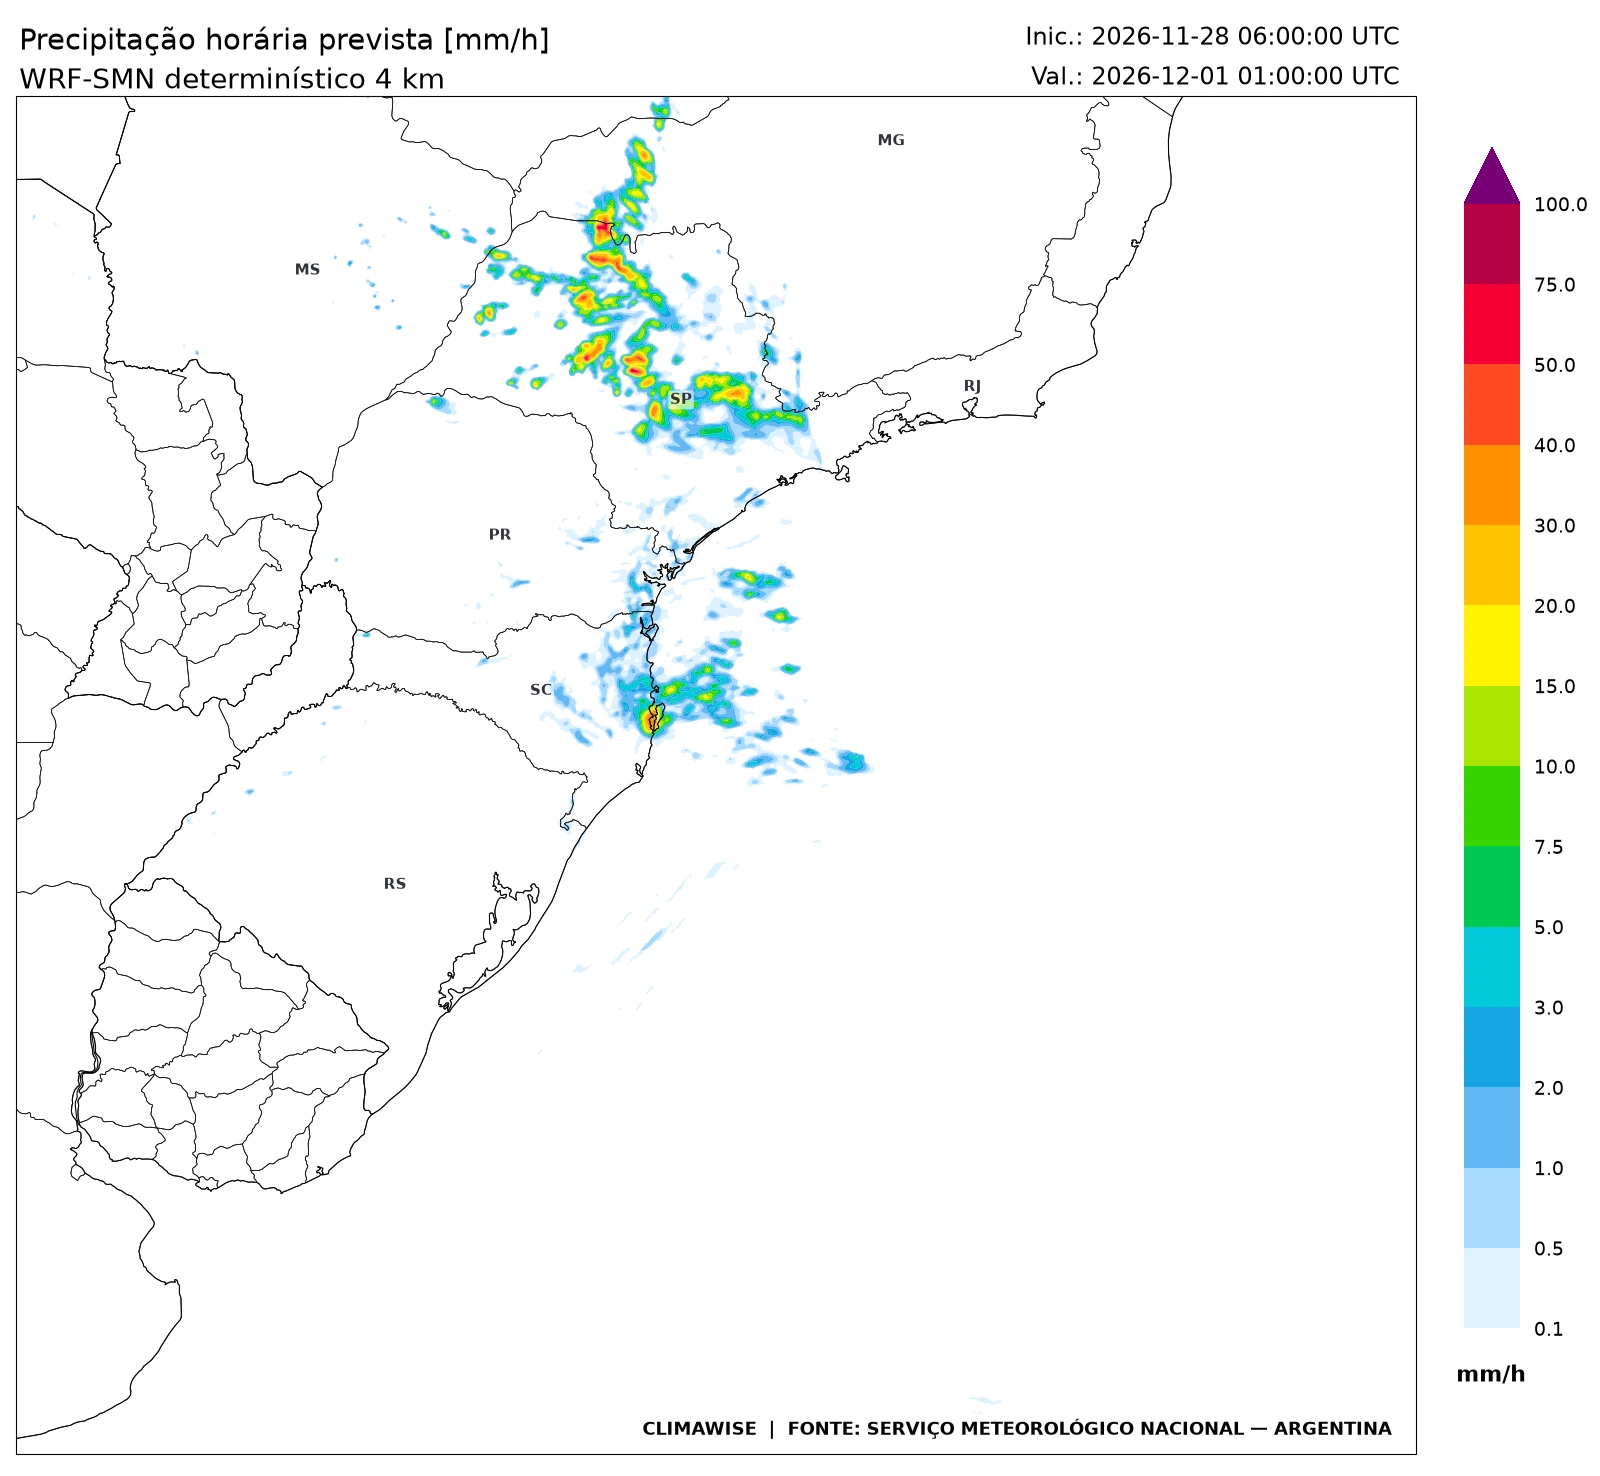 Precipitação horária prevista [mm/h]
WRF-SMN determinístico 4 km
Inic.: 2026-11-28 06:00:00 UTC
Val.: 2026-12-01 01:00:00 UTC
MG
MS
RJ
SP
PR
SC
RS
100.0
75.0
50.0
40.0
30.0
20.0
15.0
10.0
7.5
5.0
3.0
2.0
1.0
0.5
0.1
mm/h
CLIMAWISE | FONTE: SERVIÇO METEOROLÓGICO NACIONAL — ARGENTINA